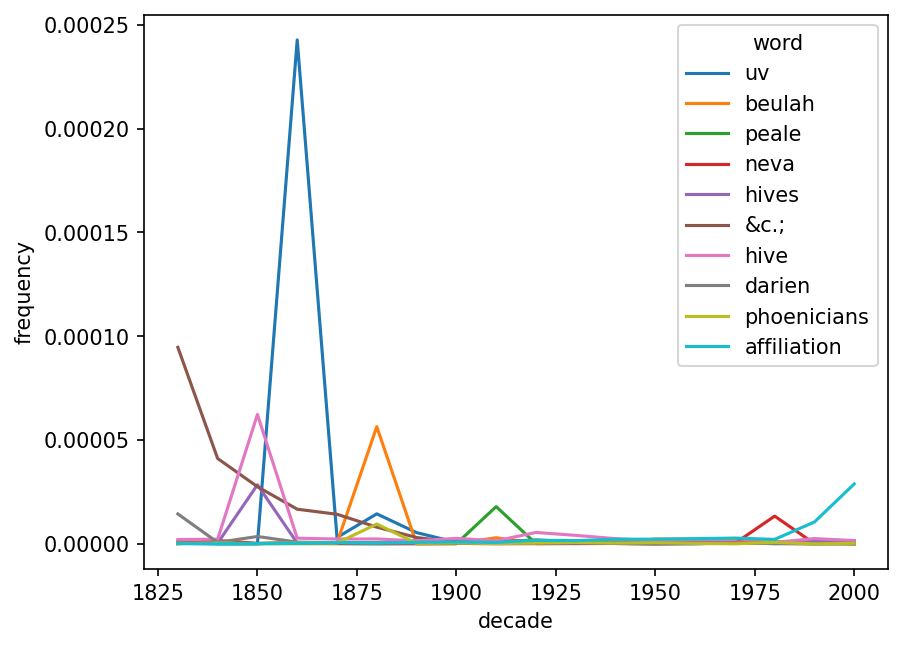 0.00025
0.00020
0.00015
0.00010
0.00005
0.00000
frequency
1825
1850
1875
1900
1925
1950
1975
2000
decade
word
uv
beulah
peale
neva
hives
&c.;
hive
darien
phoenicians
affiliation